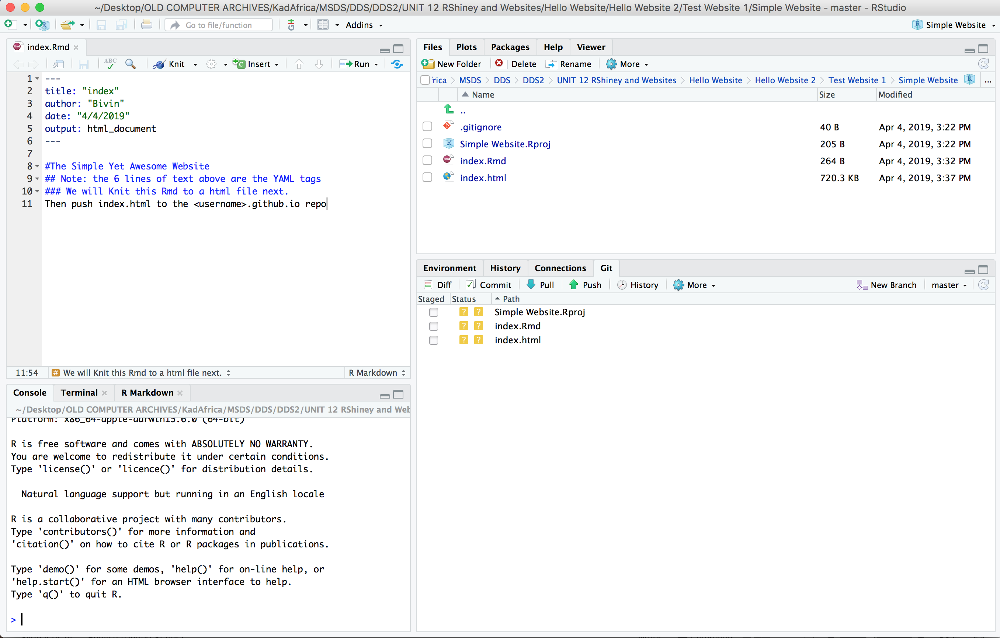 ~/Desktop/OLD COMPUTER ARCHIVES/KadAfrica/MSDS/DDS/DDS2/UNIT 12 RShiney and Websites/Hello Website/Hello Website 2/Test Website 1/Simple Website - master - RStudio
Go to file/function
Addins
Simple Website
index.Rmd
ABC
Knit
Insert
Run
1 ---
2 title: "index"
3 author: "Bivin"
4 date: "4/4/2019"
5 output: html_document
6 ---
7
8 #The Simple Yet Awesome Website
9 ## Note: the 6 lines of text above are the YAML tags
10 ### We will Knit this Rmd to a html file next.
11 Then push index.html to the <username>.github.io repo
11:54 # We will Knit this Rmd to a html file next. R Markdown
Console Terminal R Markdown
~/Desktop/OLD COMPUTER ARCHIVES/KadAfrica/MSDS/DDS/DDS2/UNIT 12 RShiney and Web
Platform: x86_64-apple-darwin15.6.0 (64-bit)
R is free software and comes with ABSOLUTELY NO WARRANTY.
You are welcome to redistribute it under certain conditions.
Type 'license()' or 'licence()' for distribution details.
Natural language support but running in an English locale
R is a collaborative project with many contributors.
Type 'contributors()' for more information and
'citation()' on how to cite R or R packages in publications.
Type 'demo()' for some demos, 'help()' for on-line help, or
'help.start()' for an HTML browser interface to help.
Type 'q()' to quit R.
>
Files Plots Packages Help Viewer
New Folder Delete Rename More
rica MSDS DDS DDS2 UNIT 12 RShiney and Websites Hello Website Hello Website 2 Test Website 1 Simple Website ...
Name Size Modified
..
.gitignore 40 B Apr 4, 2019, 3:22 PM
Simple Website.Rproj 205 B Apr 4, 2019, 3:22 PM
index.Rmd 264 B Apr 4, 2019, 3:32 PM
index.html 720.3 KB Apr 4, 2019, 3:37 PM
Environment History Connections Git
Diff Commit Pull Push History More New Branch master
Staged Status Path
? ? Simple Website.Rproj
? ? index.Rmd
? ? index.html